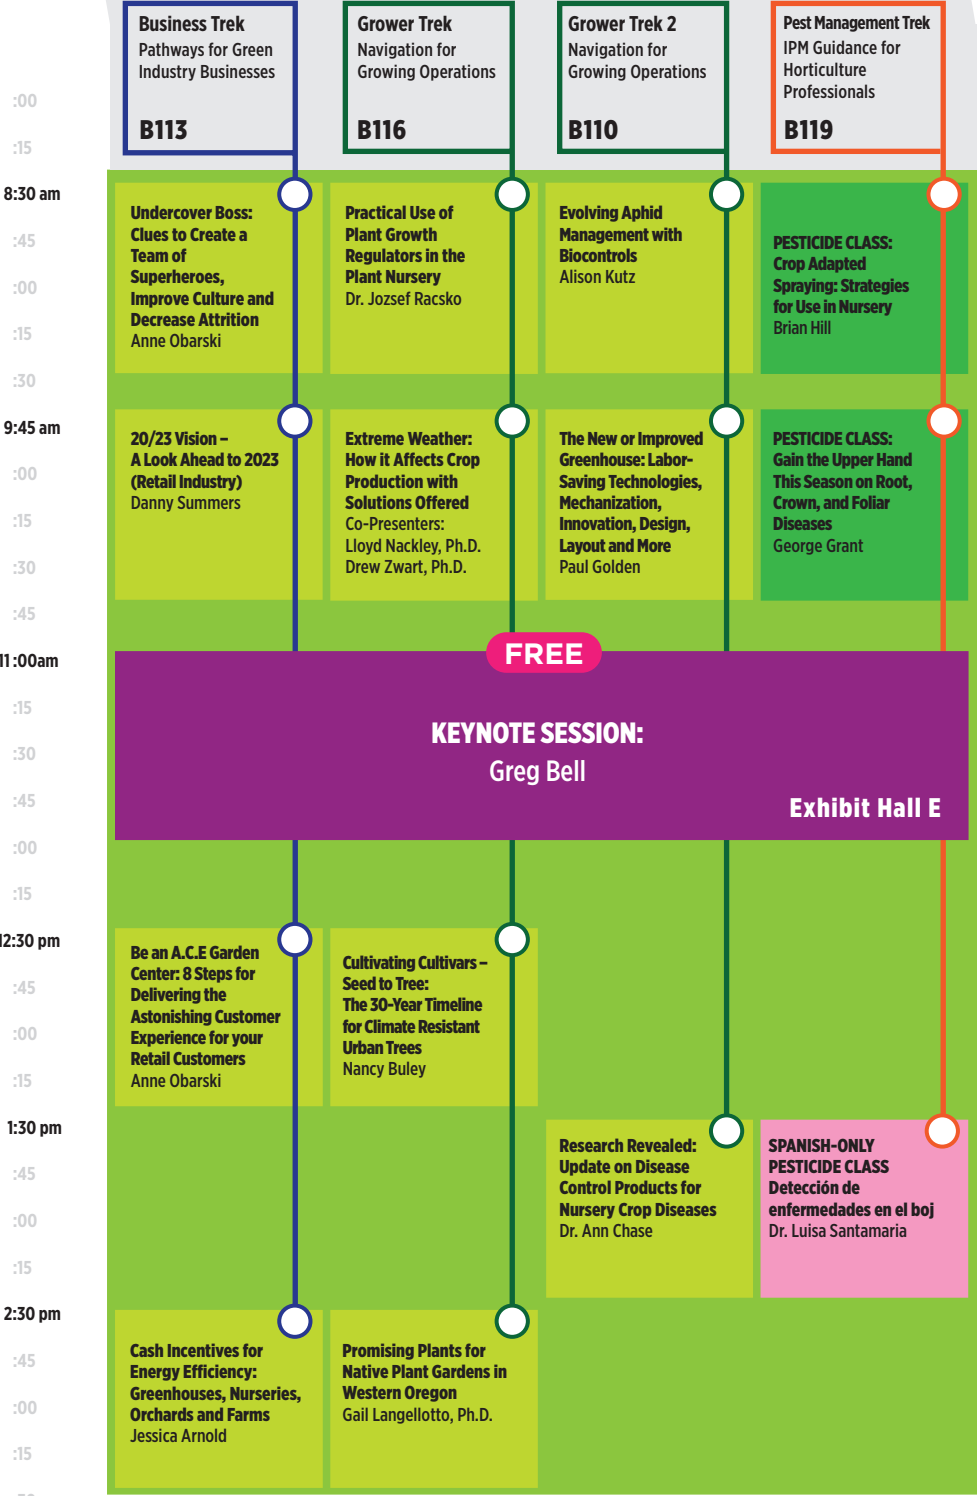 Business Trek
Pathways for Green
Industry Businesses
B113
Grower Trek
Navigation for
Growing Operations
B116
Grower Trek 2
Navigation for
Growing Operations
B110
Pest Management Trek
IPM Guidance for
Horticulture
Professionals
B119
:00
:15
8:30 am
:45
:00
:15
:30
Undercover Boss:
Clues to Create a
Team of
Superheroes,
Improve Culture and
Decrease Attrition
Anne Obarski
Practical Use of
Plant Growth
Regulators in the
Plant Nursery
Dr. Jozsef Racsko
Evolving Aphid
Management with
Biocontrols
Alison Kutz
PESTICIDE CLASS:
Crop Adapted
Spraying: Strategies
for Use in Nursery
Brian Hill
9:45 am
:00
:15
:30
:45
20/23 Vision –
A Look Ahead to 2023
(Retail Industry)
Danny Summers
Extreme Weather:
How it Affects Crop
Production with
Solutions Offered
Co-Presenters:
Lloyd Nackley, Ph.D.
Drew Zwart, Ph.D.
The New or Improved
Greenhouse: Labor-
Saving Technologies,
Mechanization,
Innovation, Design,
Layout and More
Paul Golden
PESTICIDE CLASS:
Gain the Upper Hand
This Season on Root,
Crown, and Foliar
Diseases
George Grant
11:00am
:15
:30
:45
:00
:15
FREE
KEYNOTE SESSION:
Greg Bell
Exhibit Hall E
12:30 pm
:45
:00
:15
Be an A.C.E Garden
Center: 8 Steps for
Delivering the
Astonishing Customer
Experience for your
Retail Customers
Anne Obarski
Cultivating Cultivars –
Seed to Tree:
The 30-Year Timeline
for Climate Resistant
Urban Trees
Nancy Buley
1:30 pm
:45
:00
:15
Research Revealed:
Update on Disease
Control Products for
Nursery Crop Diseases
Dr. Ann Chase
SPANISH-ONLY
PESTICIDE CLASS
Detección de
enfermedades en el boj
Dr. Luisa Santamaria
2:30 pm
:45
:00
:15
Cash Incentives for
Energy Efficiency:
Greenhouses, Nurseries,
Orchards and Farms
Jessica Arnold
Promising Plants for
Native Plant Gardens in
Western Oregon
Gail Langellotto, Ph.D.